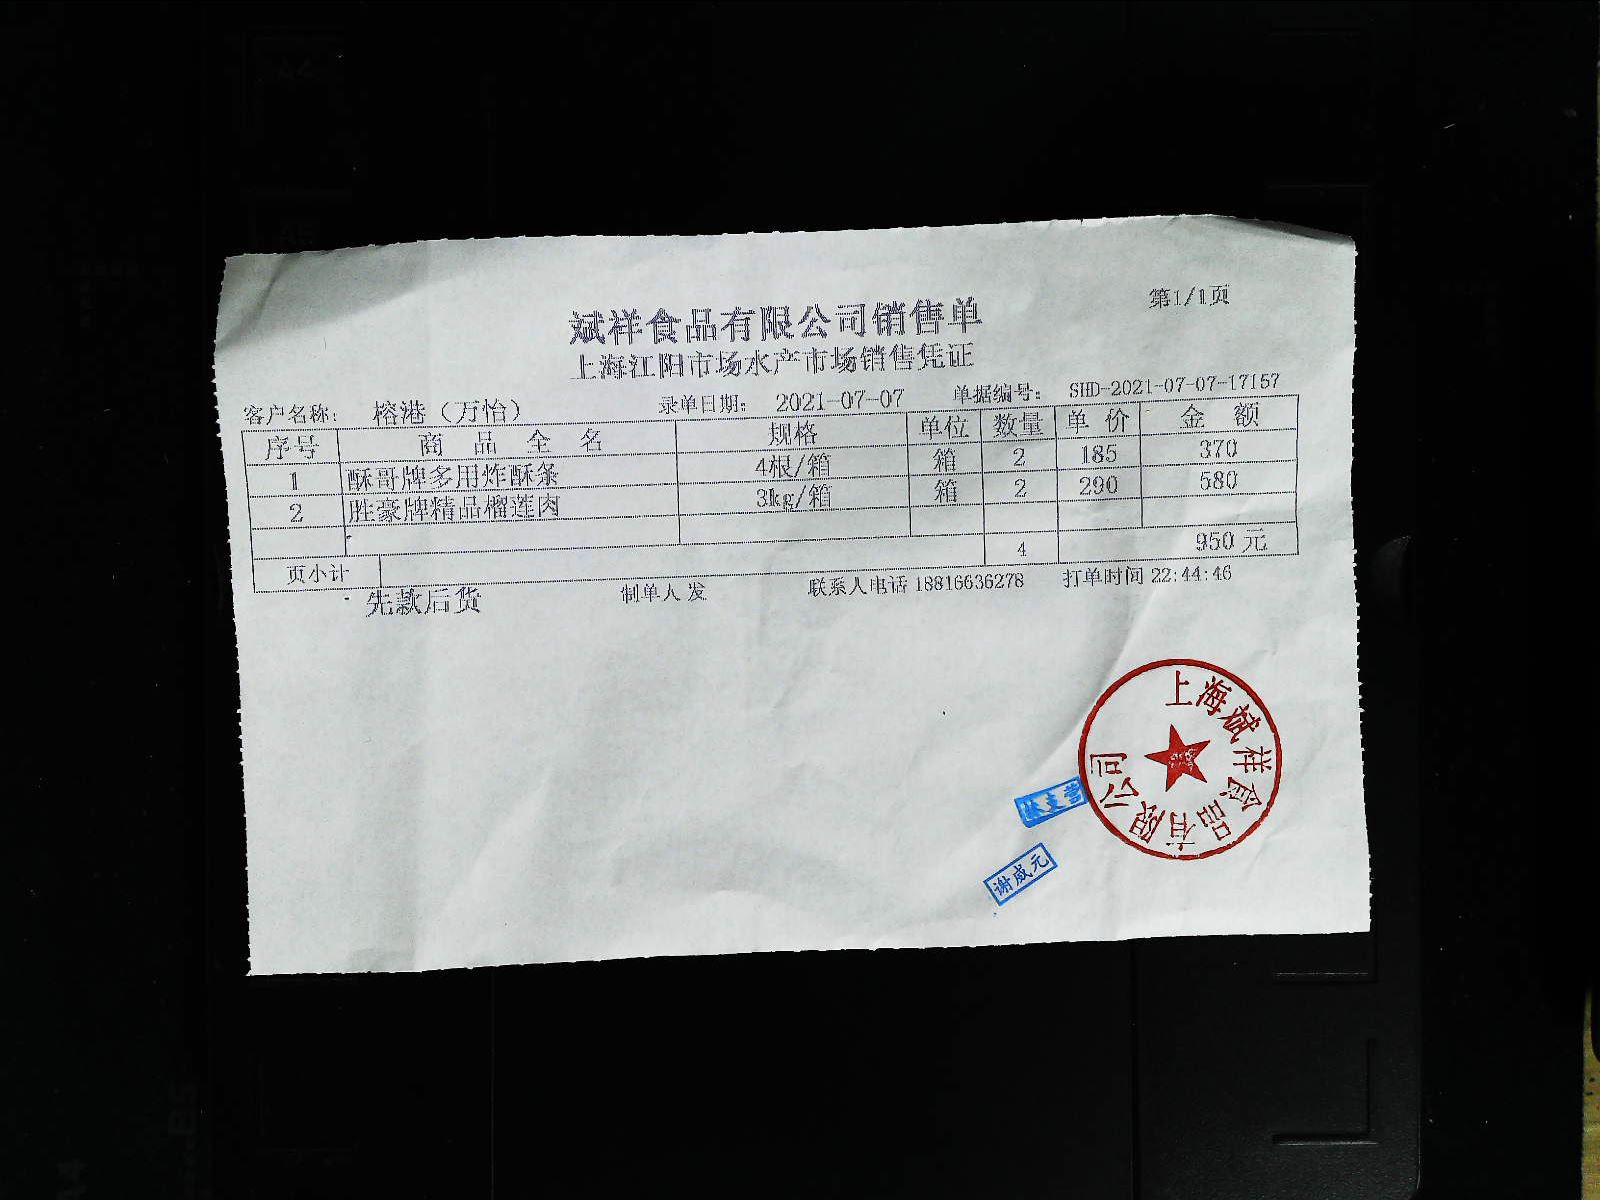 第1/1页
斌祥食品有限公司销售单
上海江阳市场水产市场销售凭证
客户名称: 榕港（万怡） 录单日期: 2021-07-07 单据编号: SHD-2021-07-07-17157
序号 商品全名 规格 单位 数量 单价 金额
1 酥哥牌多用炸酥条 4根/箱 箱 2 185 370
2 胜豪牌精品榴莲肉 3kg/箱 箱 2 290 580
页小计 4 950 元
先款后货 制单人 发 联系人电话 18816636278 打单时间 22:44:46
上海斌祥食品有限公司
谢威元